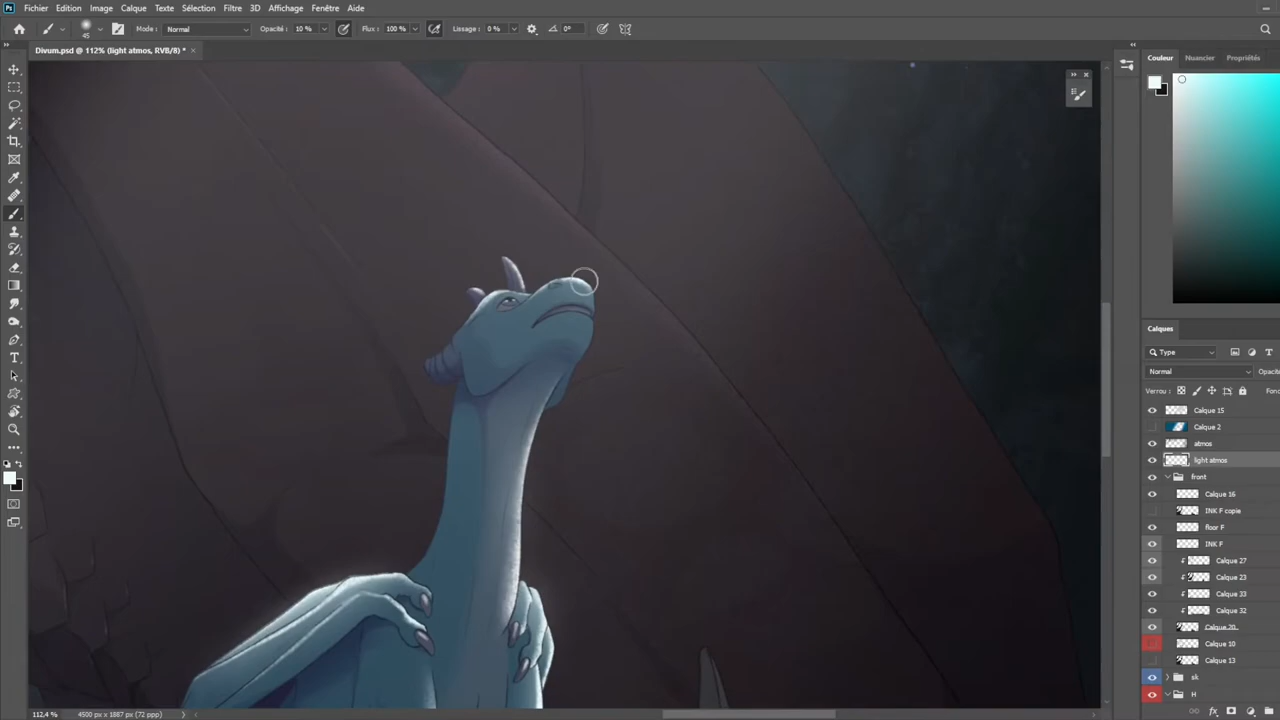 Fichier Edition Image Calque Texte Sélection Filtre 3D Affichage Fenêtre Aide
45 Mode : Normal Opacité : 10 % Flux : 100 % Lissage : 0 % 0°
Divum.psd @ 112% (light atmos, RVB/8) * ×
Couleur Nuancier Propriétés
Calques
Type
Normal Opacité
Verrou : Fonc
Calque 15
Calque 2
atmos
light atmos
front
Calque 16
INK F copie
floor F
INK F
Calque 27
Calque 23
Calque 33
Calque 32
Calque 20
Calque 10
Calque 13
sk
H
112,4 % 4500 px x 1887 px (72 ppp)